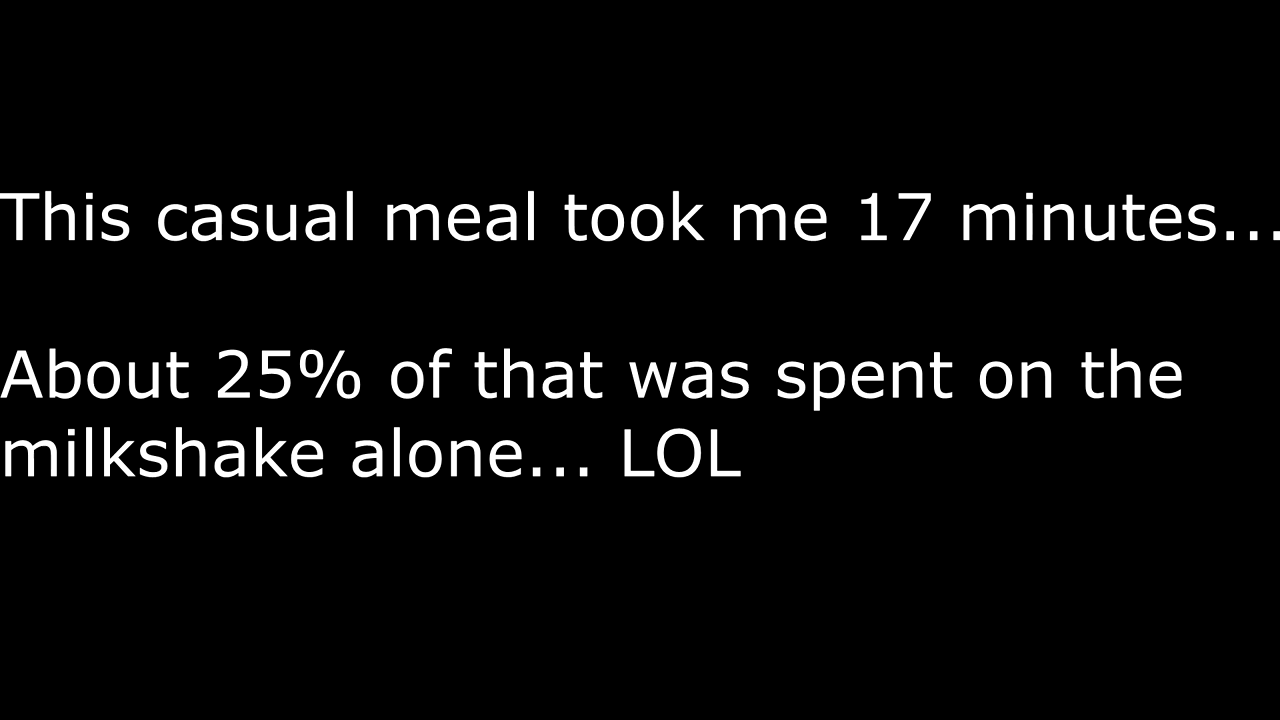 This casual meal took me 17 minutes...
About 25% of that was spent on the
milkshake alone... LOL